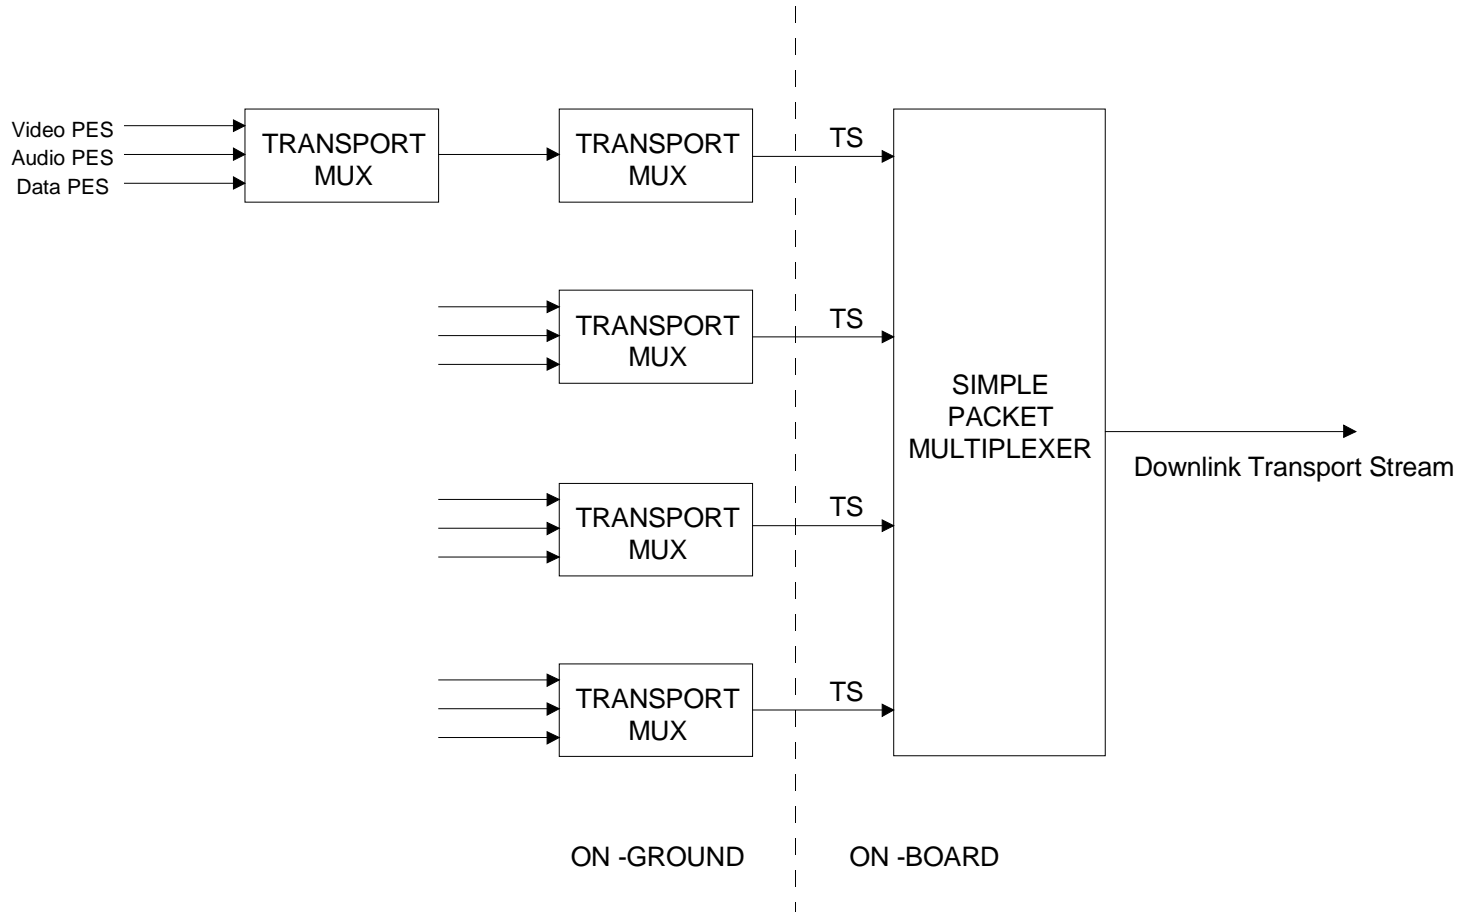 Video PES
Audio PES
Data PES
TRANSPORT
MUX
TRANSPORT
MUX
TS
TRANSPORT
MUX
TS
SIMPLE
PACKET
MULTIPLEXER
Downlink Transport Stream
TRANSPORT
MUX
TS
TRANSPORT
MUX
TS
ON -GROUND
ON -BOARD